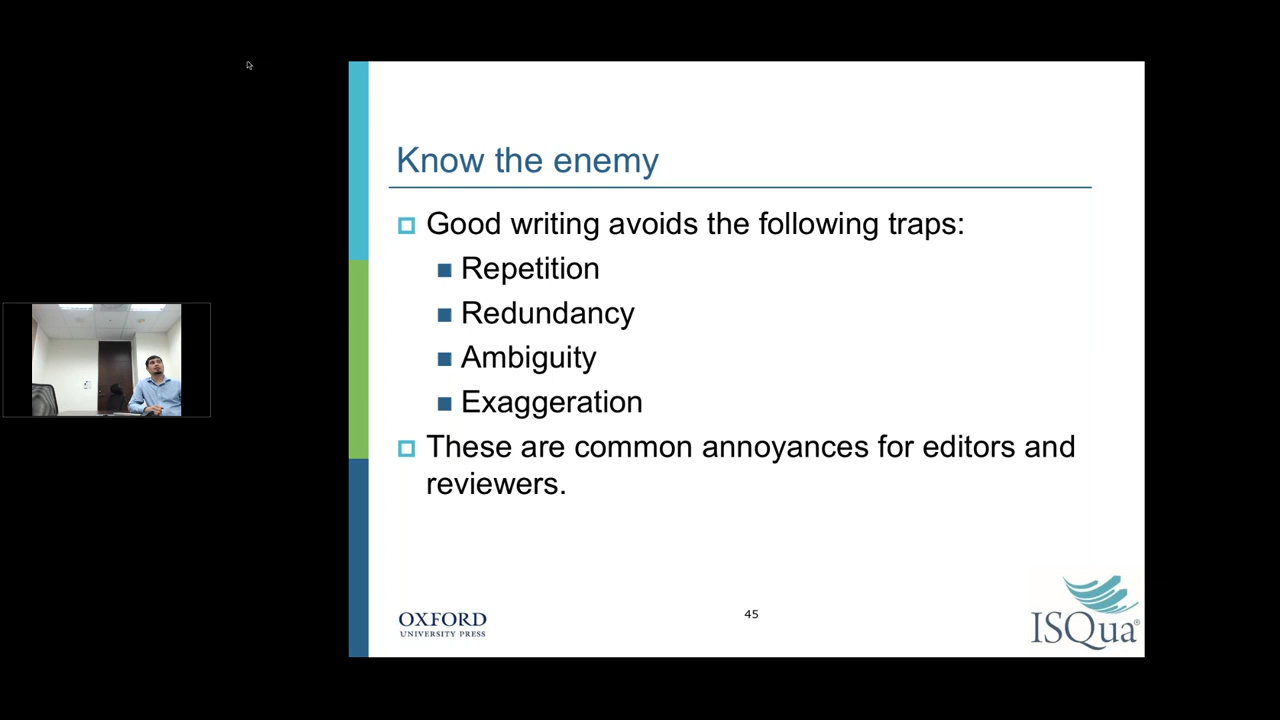 Know the enemy
Good writing avoids the following traps:
Repetition
Redundancy
Ambiguity
Exaggeration
These are common annoyances for editors and
reviewers.
OXFORD
UNIVERSITY PRESS
45
ISQua®